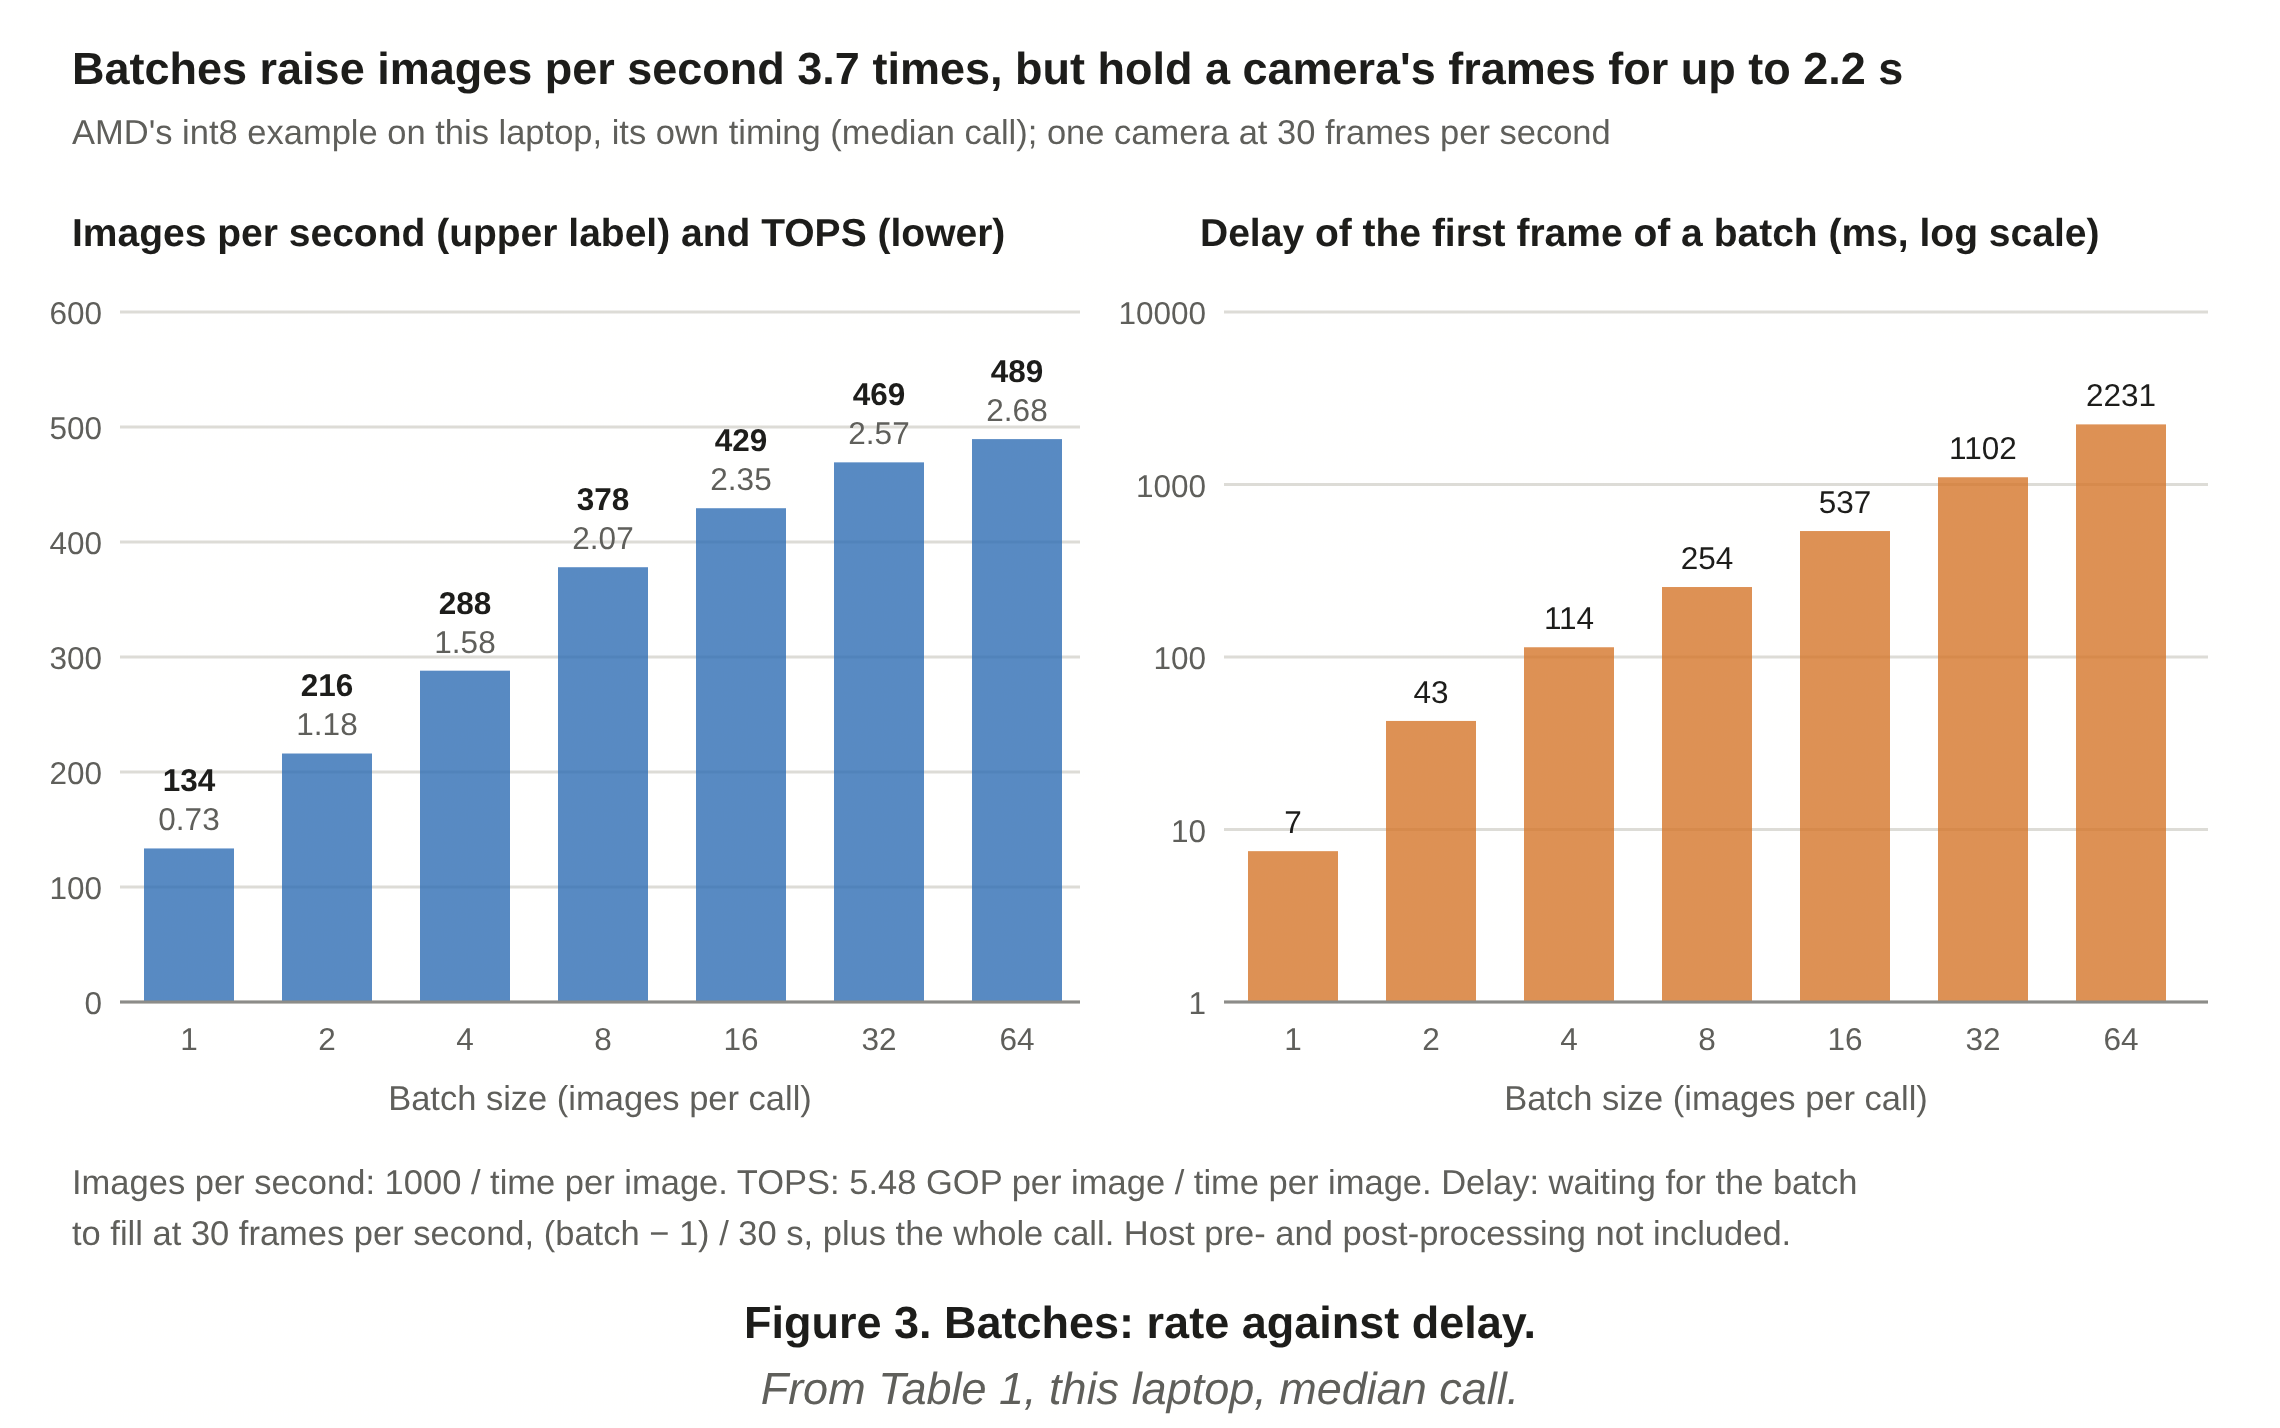 Batches raise images per second 3.7 times, but hold a camera's frames for up to 2.2 s
AMD's int8 example on this laptop, its own timing (median call); one camera at 30 frames per second
Images per second (upper label) and TOPS (lower)
600
500
400
300
200
100
0
134
0.73
216
1.18
288
1.58
378
2.07
429
2.35
469
2.57
489
2.68
1 2 4 8 16 32 64
Batch size (images per call)
Delay of the first frame of a batch (ms, log scale)
10000
1000
100
10
1
7
43
114
254
537
1102
2231
1 2 4 8 16 32 64
Batch size (images per call)
Images per second: 1000 / time per image. TOPS: 5.48 GOP per image / time per image. Delay: waiting for the batch
to fill at 30 frames per second, (batch − 1) / 30 s, plus the whole call. Host pre- and post-processing not included.
Figure 3. Batches: rate against delay.
From Table 1, this laptop, median call.